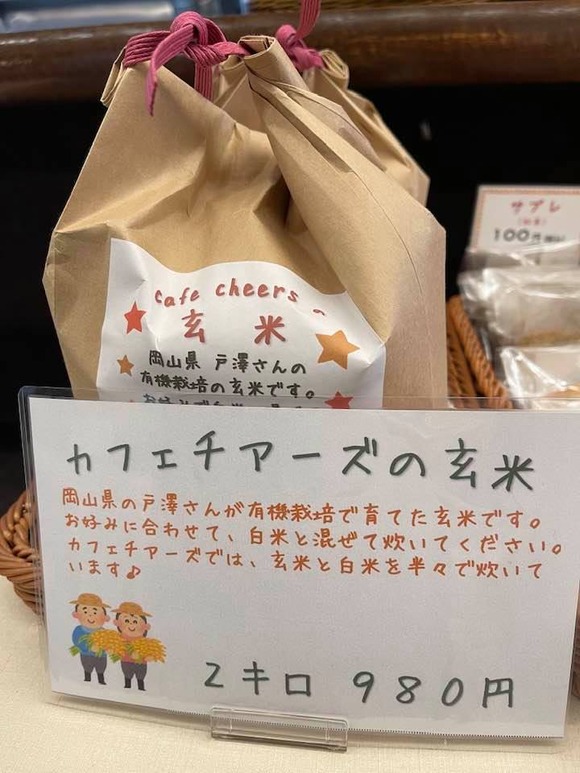 cafe cheers の
玄米
岡山県 戸澤さんの
有機栽培の玄米です。
サブレ
100円
カフェチアーズの玄米
岡山県の戸澤さんが有機栽培で育てた玄米です。
お好みに合わせて、白米と混ぜて炊いてください。
カフェチアーズでは、玄米と白米を半々で炊いて
います♪
2キロ 980円